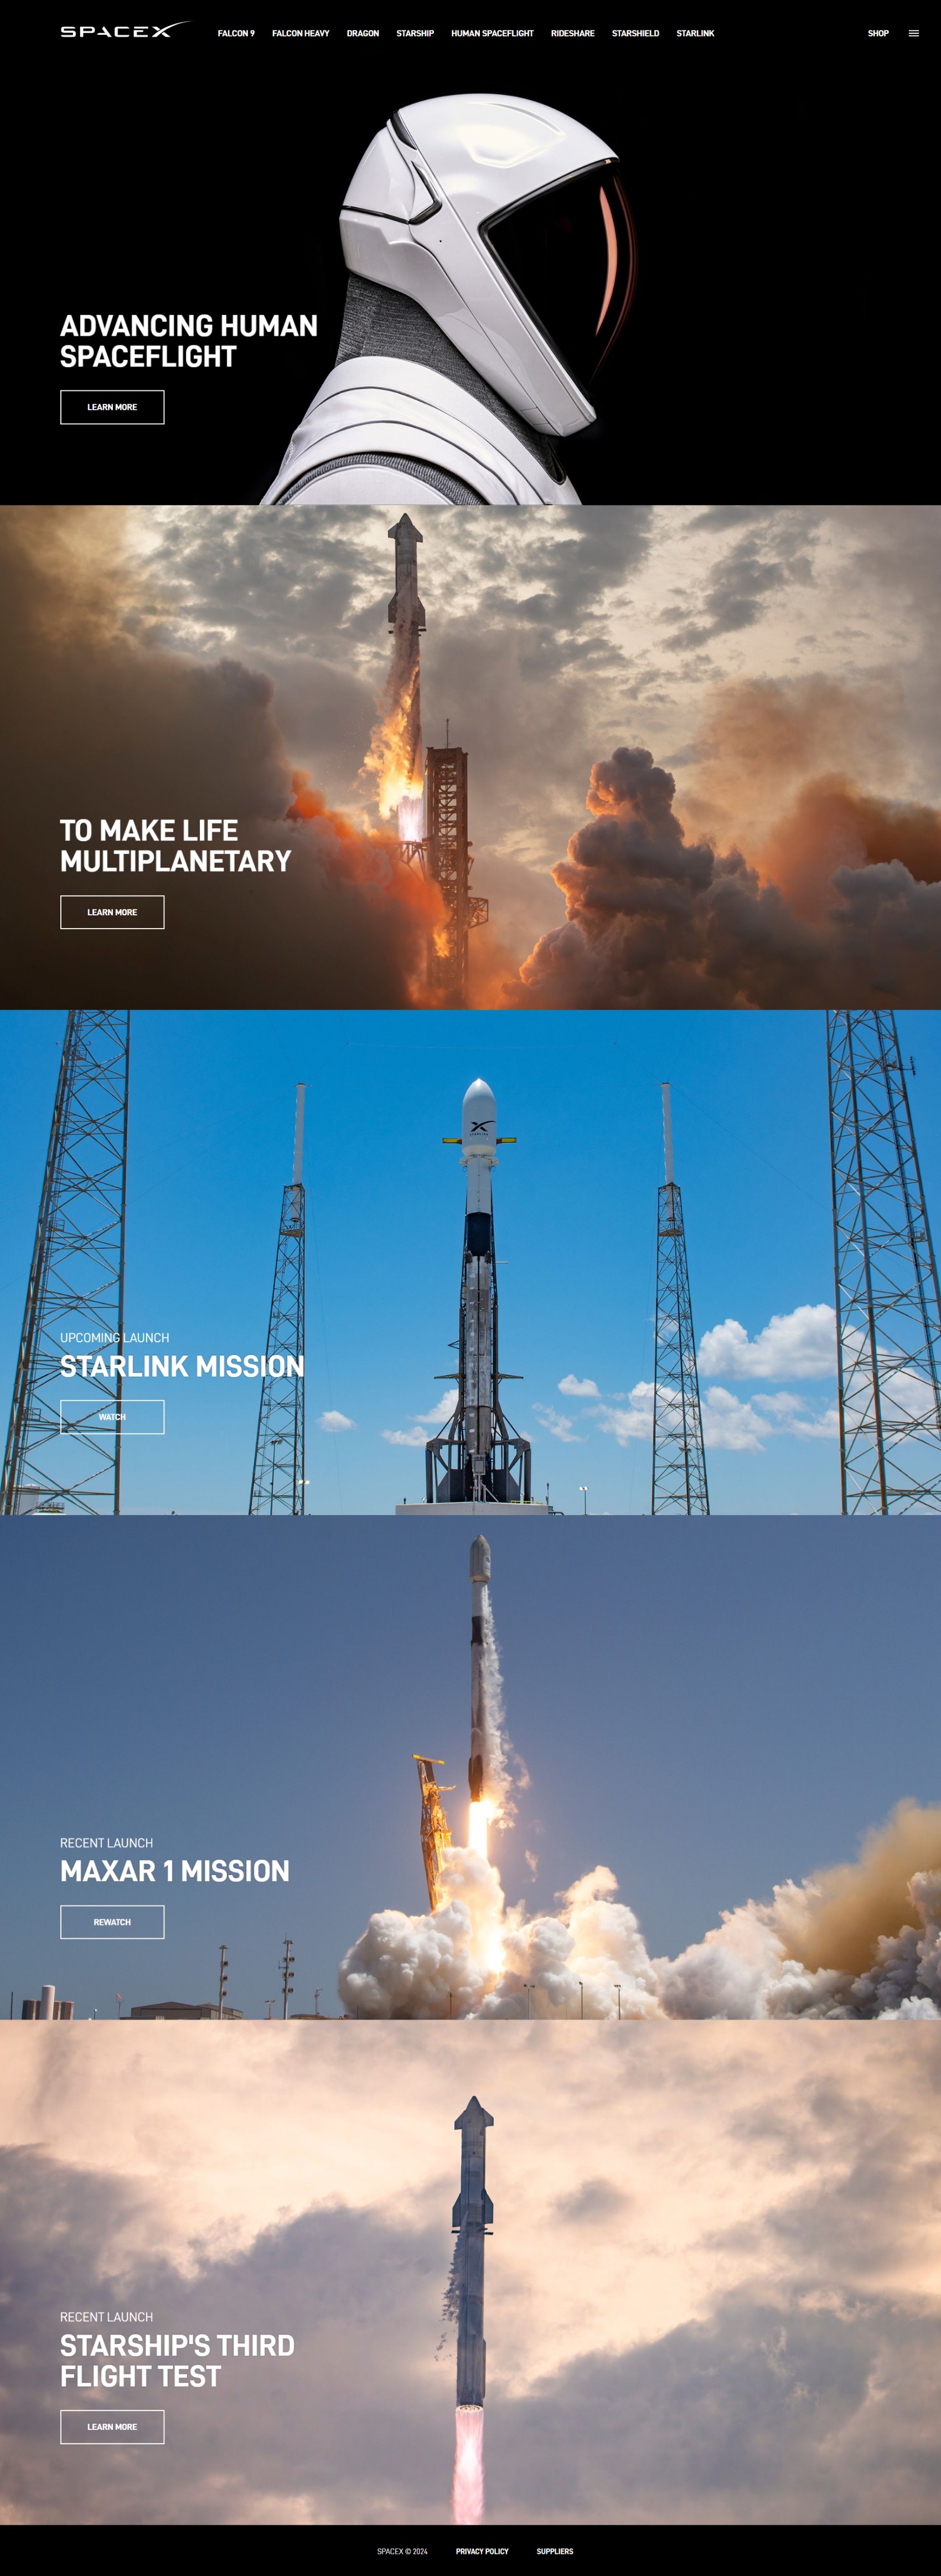 SPACEX
FALCON 9 FALCON HEAVY DRAGON STARSHIP HUMAN SPACEFLIGHT RIDESHARE STARSHIELD STARLINK SHOP
ADVANCING HUMAN
SPACEFLIGHT
LEARN MORE
TO MAKE LIFE
MULTIPLANETARY
LEARN MORE
UPCOMING LAUNCH
STARLINK MISSION
WATCH
RECENT LAUNCH
MAXAR 1 MISSION
REWATCH
RECENT LAUNCH
STARSHIP'S THIRD
FLIGHT TEST
LEARN MORE
SPACEX © 2024 PRIVACY POLICY SUPPLIERS